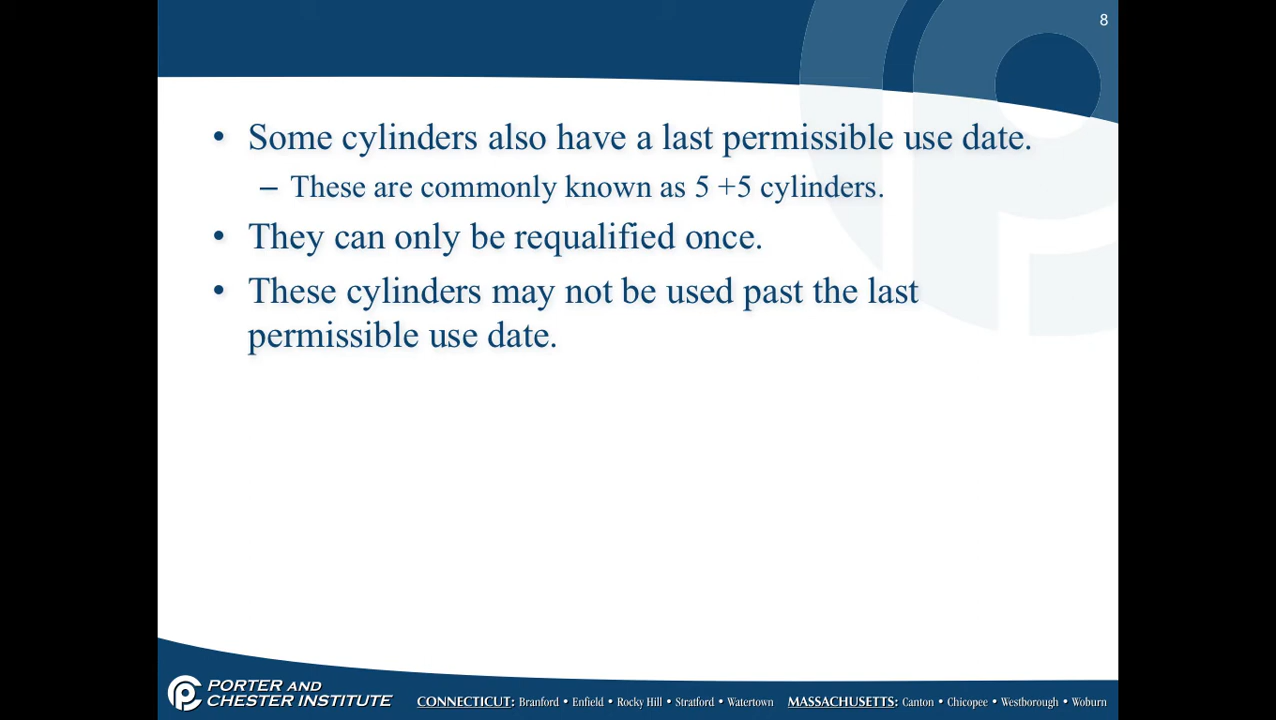 8
• Some cylinders also have a last permissible use date.
– These are commonly known as 5 +5 cylinders.
• They can only be requalified once.
• These cylinders may not be used past the last
permissible use date.
PORTER AND
CHESTER INSTITUTE
CONNECTICUT: Branford • Enfield • Rocky Hill • Stratford • Watertown MASSACHUSETTS: Canton • Chicopee • Westborough • Woburn